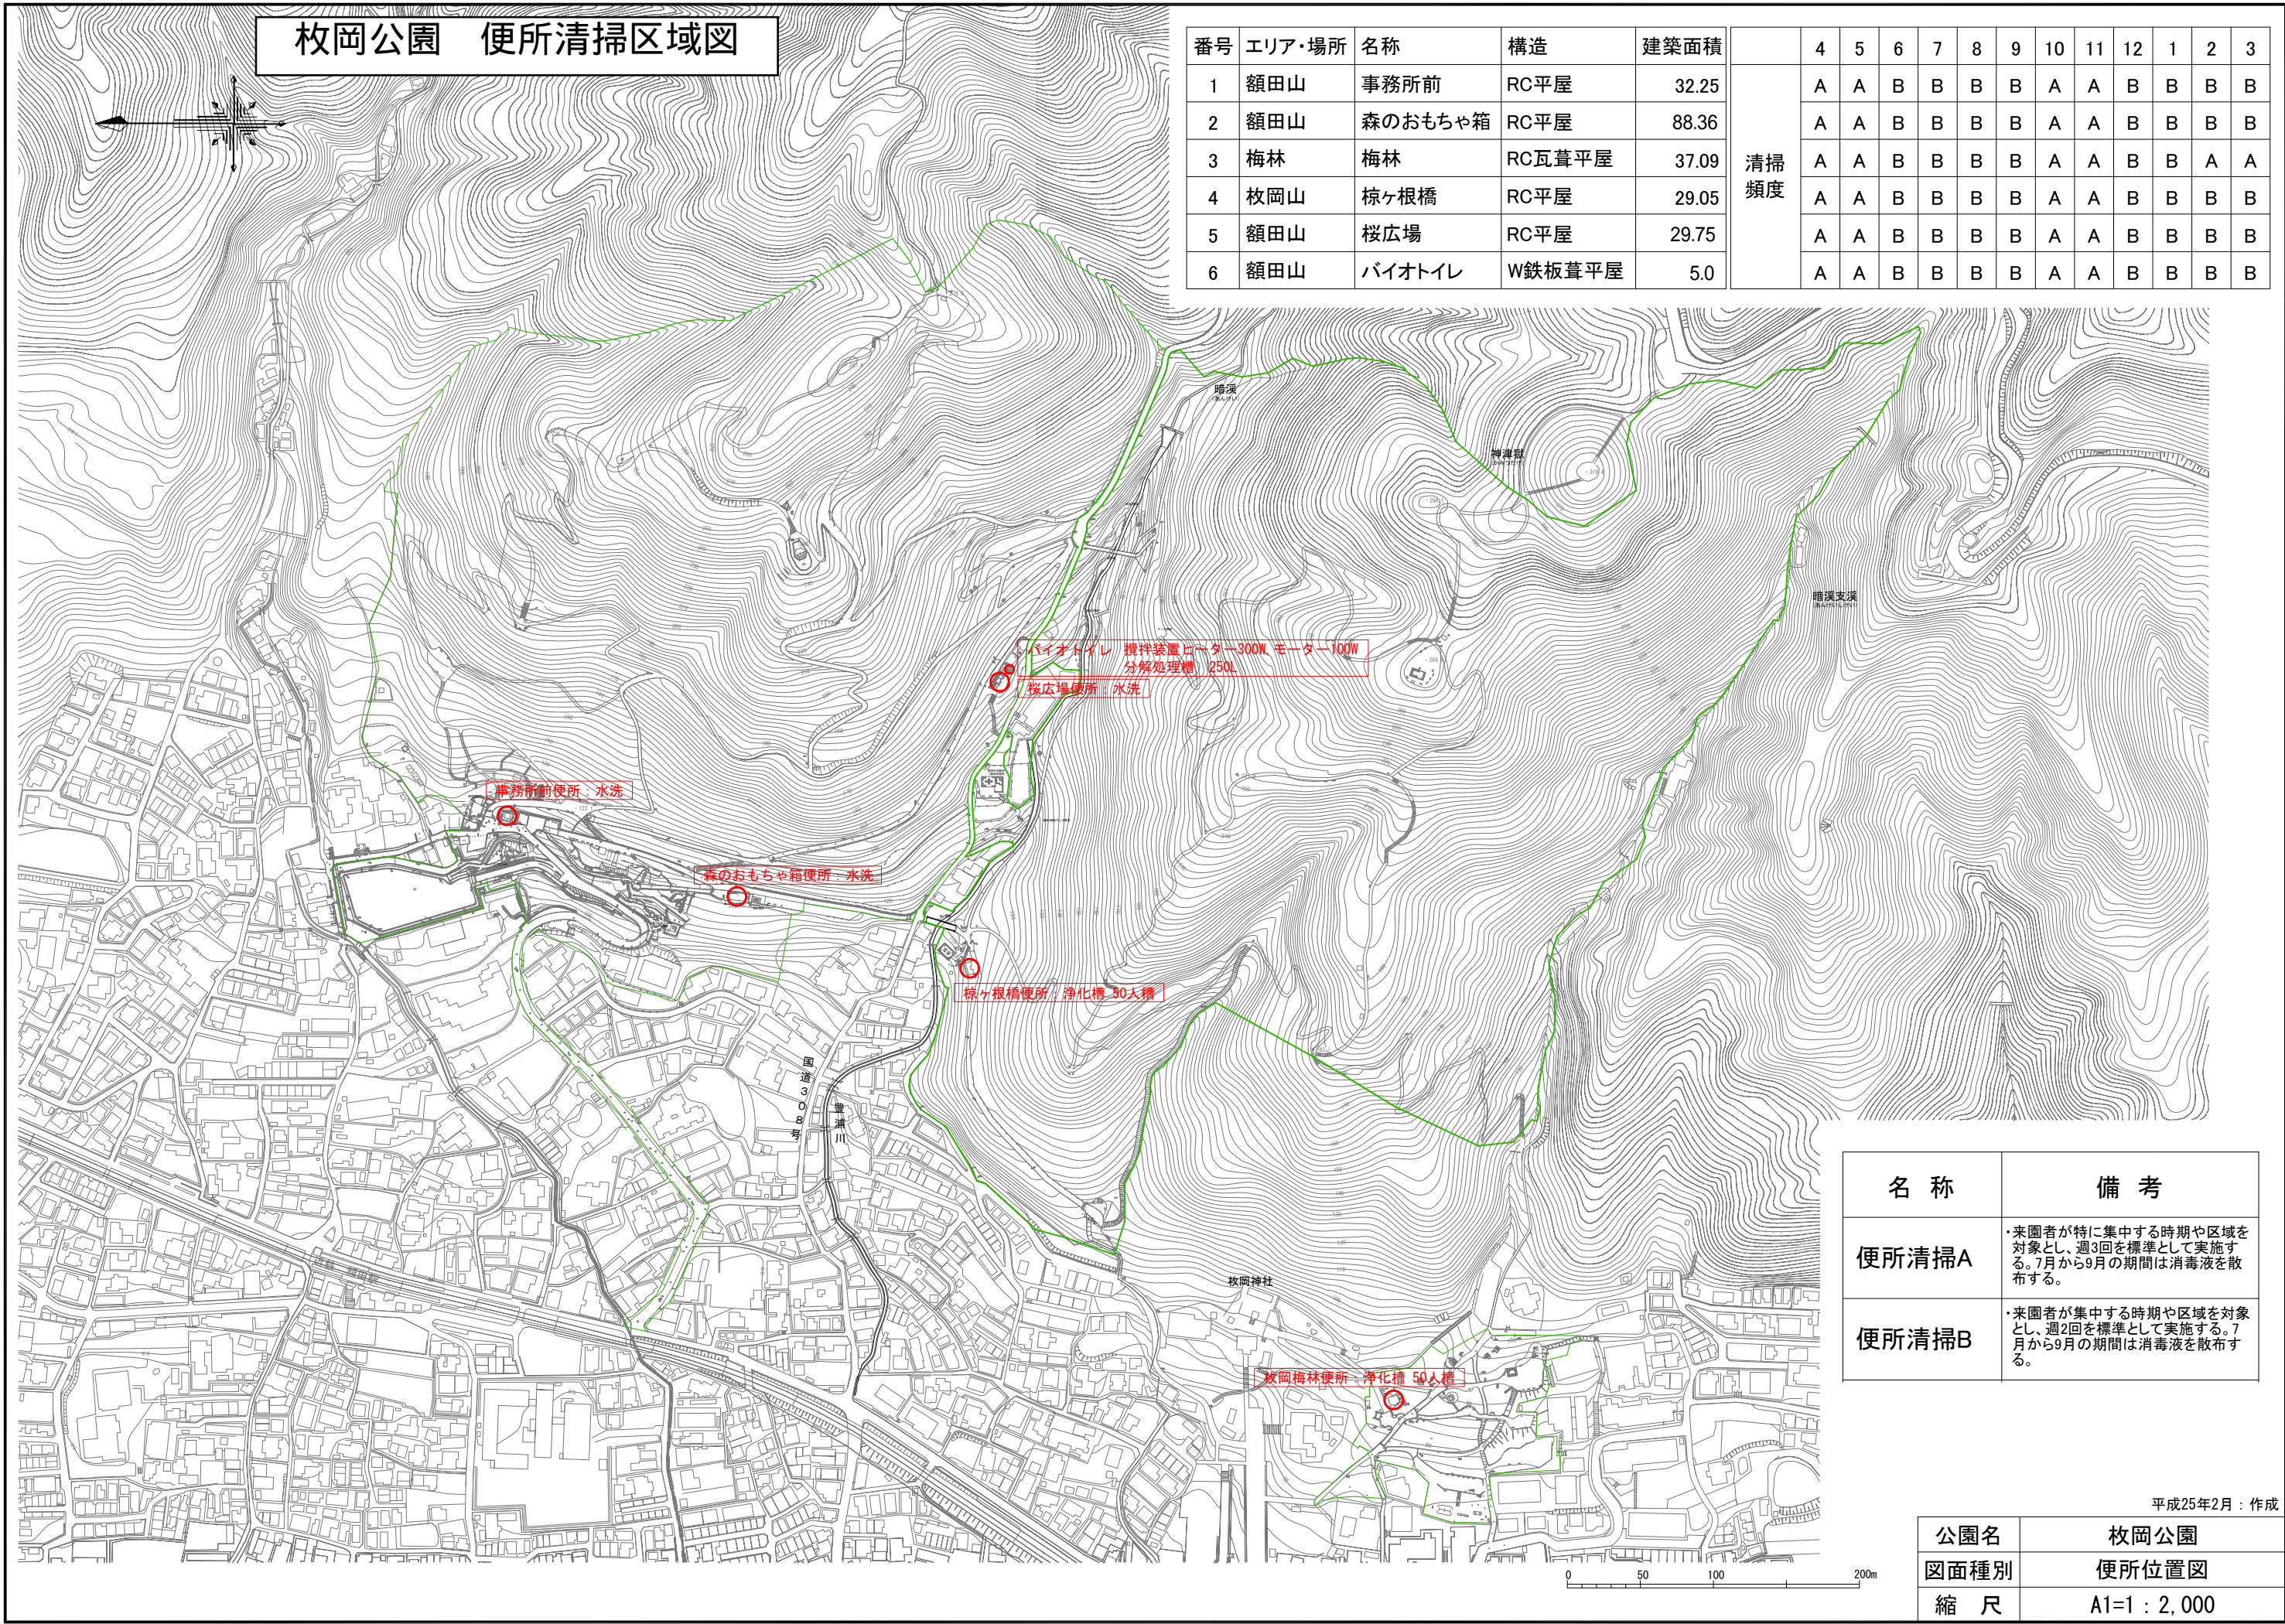 枚岡公園　便所清掃区域図
番号 エリア・場所 名称 構造 建築面積 4 5 6 7 8 9 10 11 12 1 2 3
1 額田山 事務所前 RC平屋 32.25 A A B B B B A A B B B B
2 額田山 森のおもちゃ箱 RC平屋 88.36 A A B B B B A A B B B B
3 梅林 梅林 RC瓦葺平屋 37.09 A A B B B B A A B B A A
4 枚岡山 椋ヶ根橋 RC平屋 29.05 A A B B B B A A B B B B
5 額田山 桜広場 RC平屋 29.75 A A B B B B A A B B B B
6 額田山 バイオトイレ W鉄板葺平屋 5.0 A A B B B B A A B B B B
清掃
頻度
暗渓
(あんけい)
神津獄
暗渓支渓
(あんけいしけい)
バイオトイレ　攪拌装置ヒーター300W、モーター100W
分解処理槽　250L
桜広場便所：水洗
事務所前便所：水洗
森のおもちゃ箱便所：水洗
椋ヶ根橋便所：浄化槽 50人槽
国道308号
豊浦川
枚岡神社
枚岡梅林便所：浄化槽 50人槽
名　称 備　考
便所清掃A
・来園者が特に集中する時期や区域を
対象とし、週3回を標準として実施す
る。7月から9月の期間は消毒液を散
布する。
便所清掃B
・来園者が集中する時期や区域を対象
とし、週2回を標準として実施する。7
月から9月の期間は消毒液を散布す
る。
平成25年2月：作成
公園名 枚岡公園
図面種別 便所位置図
縮　尺 A1=1：2,000
0 50 100 200m